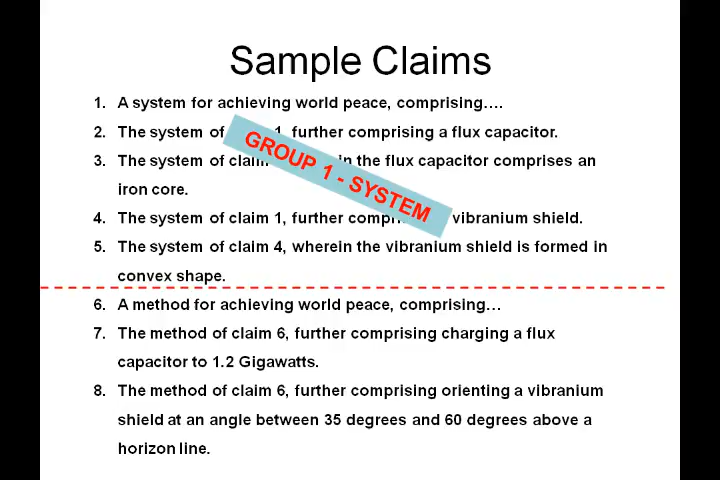 Sample Claims
1. A system for achieving world peace, comprising….
2. The system of 1, further comprising a flux capacitor.
3. The system of claim in the flux capacitor comprises an
iron core.
4. The system of claim 1, further vibranium shield.
5. The system of claim 4, wherein the vibranium shield is formed in
convex shape.
GROUP 1 - SYSTEM
6. A method for achieving world peace, comprising…
7. The method of claim 6, further comprising charging a flux
capacitor to 1.2 Gigawatts.
8. The method of claim 6, further comprising orienting a vibranium
shield at an angle between 35 degrees and 60 degrees above a
horizon line.